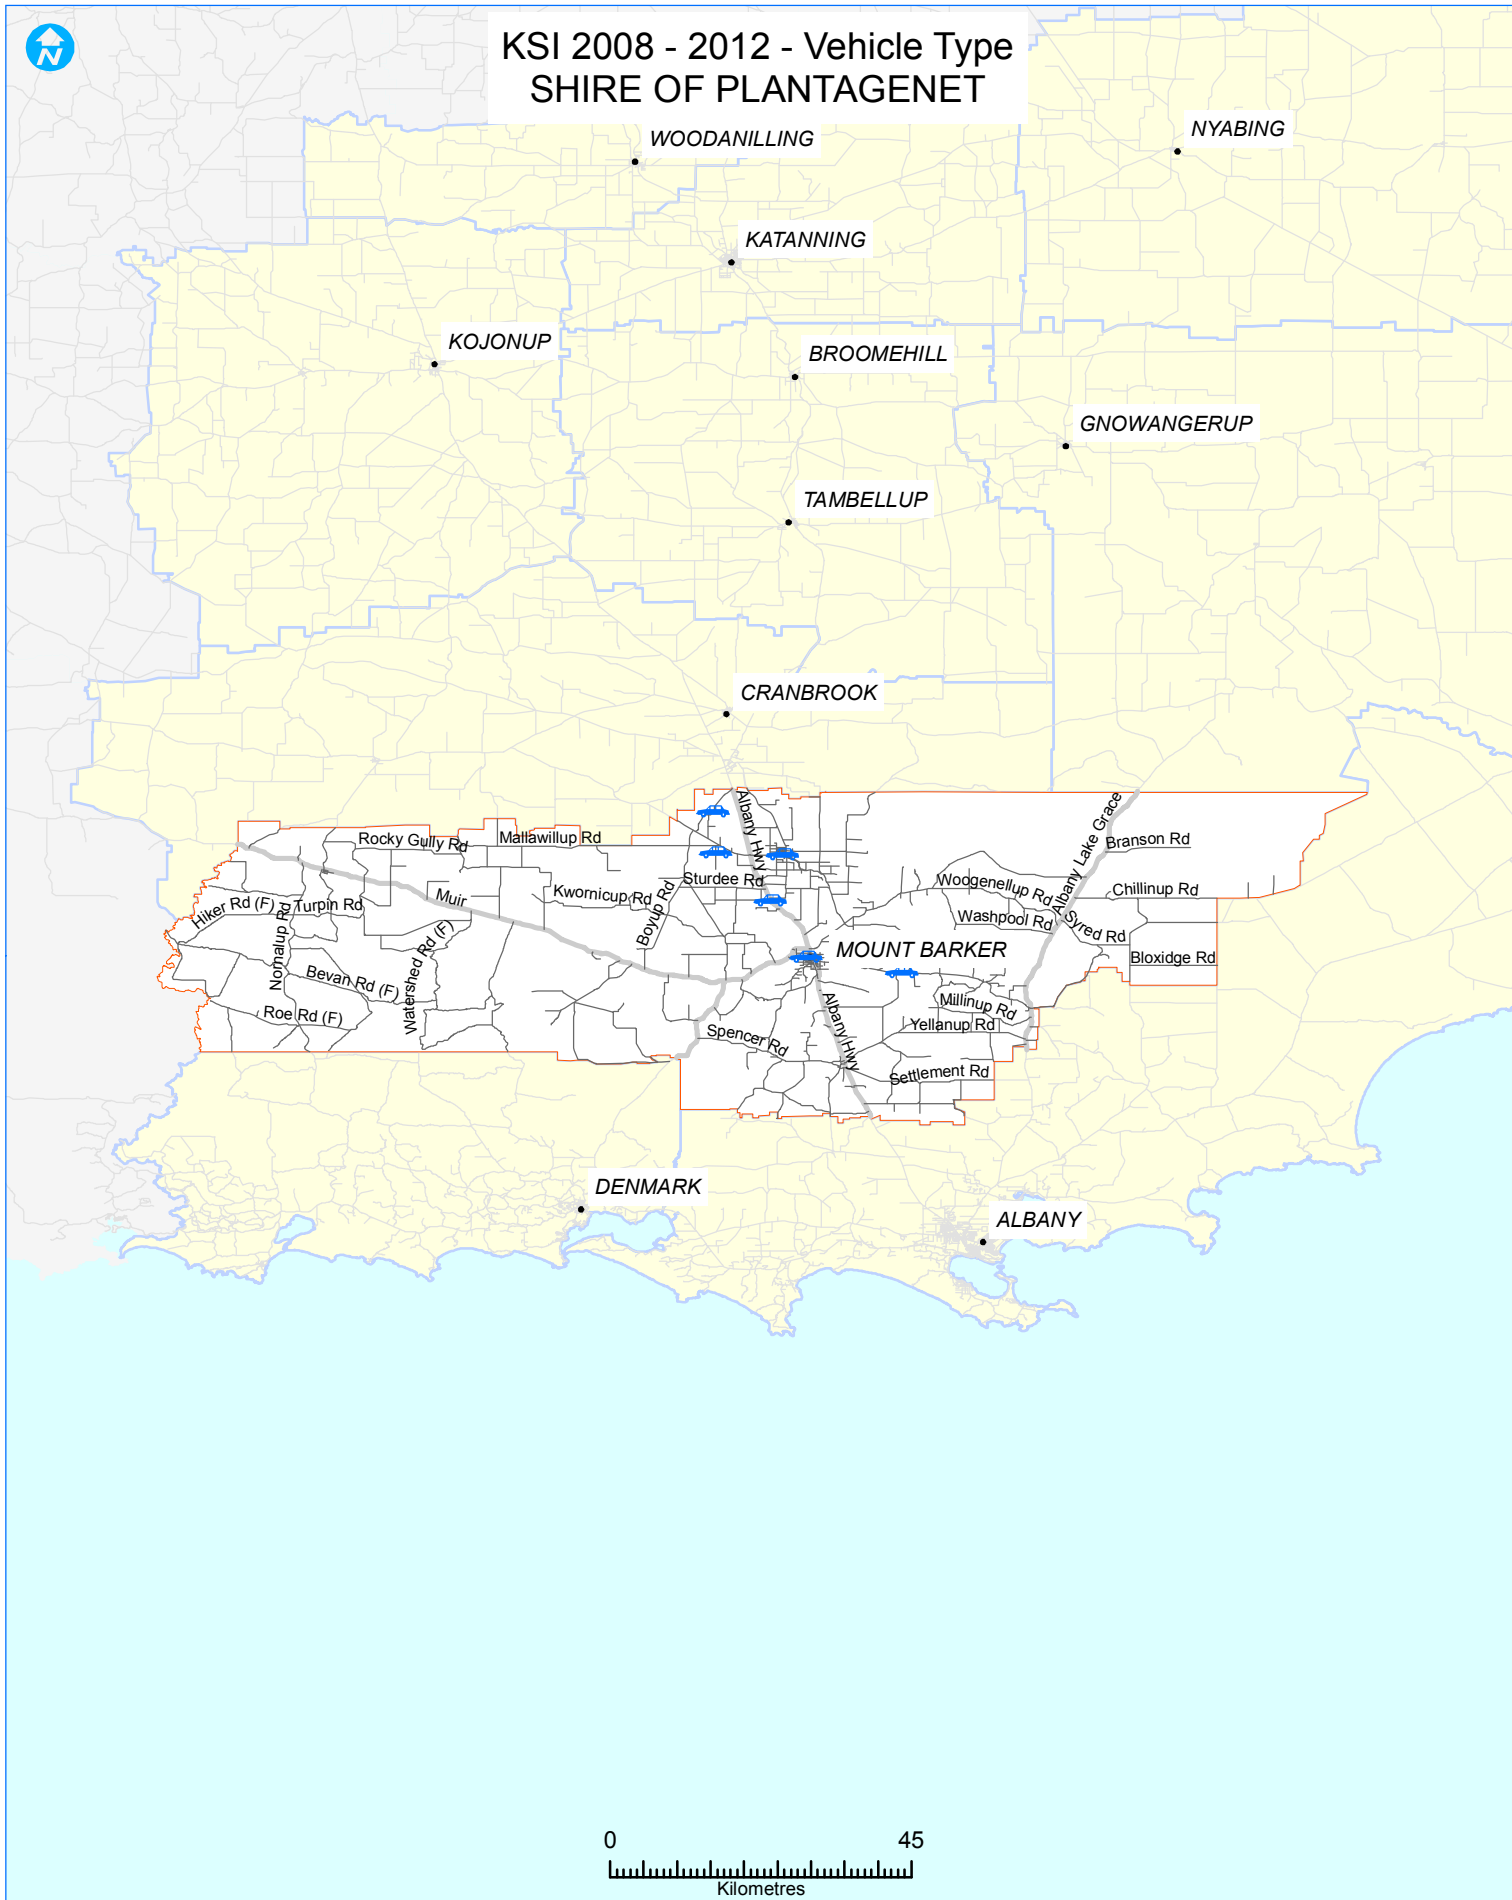 N
KSI 2008 - 2012 - Vehicle Type
SHIRE OF PLANTAGENET
WOODANILLING
NYABING
KATANNING
KOJONUP
BROOMEHILL
GNOWANGERUP
TAMBELLUP
CRANBROOK
Albany Hwy
Albany Lake Grace
Rocky Gully Rd
Mallawillup Rd
Branson Rd
Sturdee Rd
Woogenellup Rd
Chillinup Rd
Muir
Kwornicup Rd
Boyup Rd
Hiker Rd (F)
Turpin Rd
Nornalup Rd
Washpool Rd
Syred Rd
Watershed Rd (F)
MOUNT BARKER
Bloxidge Rd
Bevan Rd (F)
Millinup Rd
Roe Rd (F)
Albany Hwy
Yellanup Rd
Spencer Rd
Settlement Rd
DENMARK
ALBANY
0 45
Kilometres